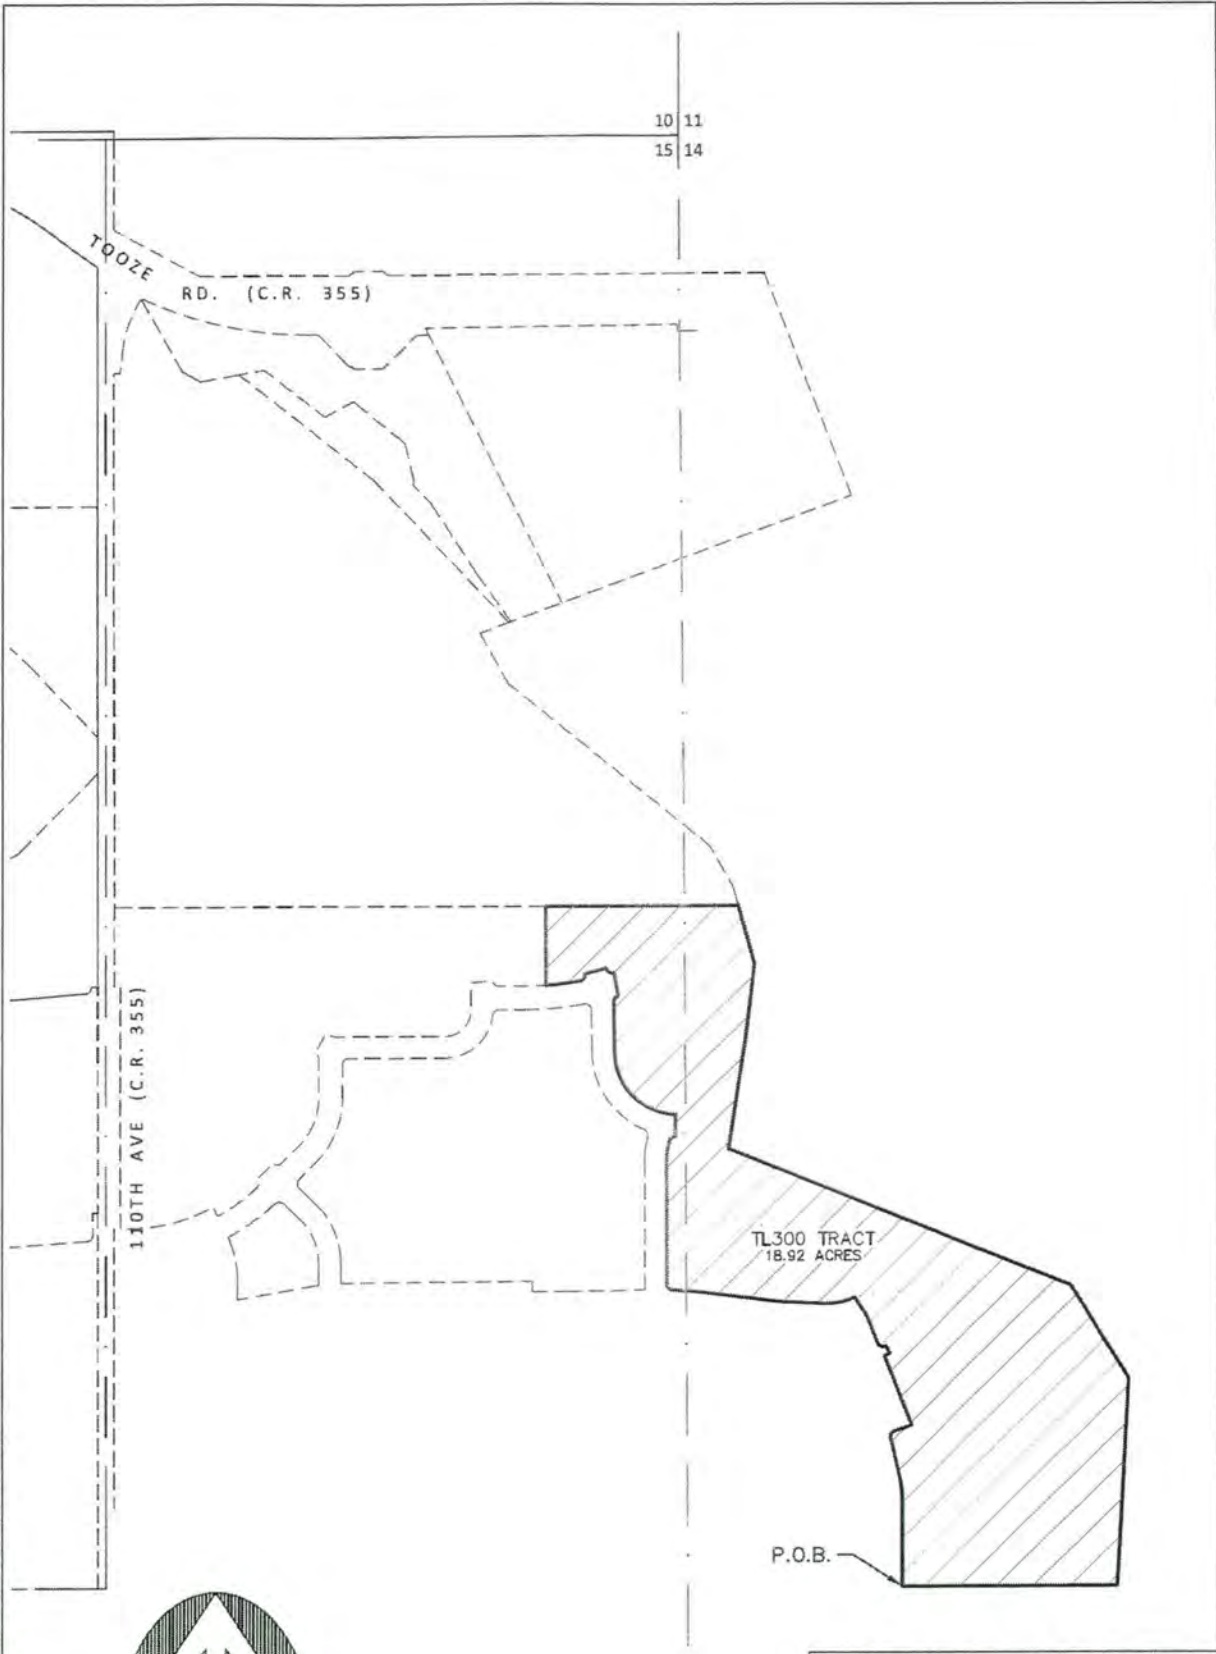 10 11
15 14
TOOZE
RD. (C.R. 355)
110TH AVE (C.R. 355)
TL300 TRACT
18.92 ACRES
P.O.B.